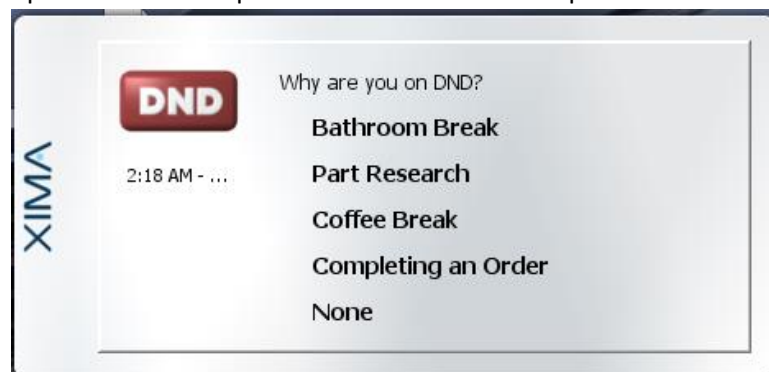 XIMA
DND
2:18 AM - ...
Why are you on DND?
Bathroom Break
Part Research
Coffee Break
Completing an Order
None